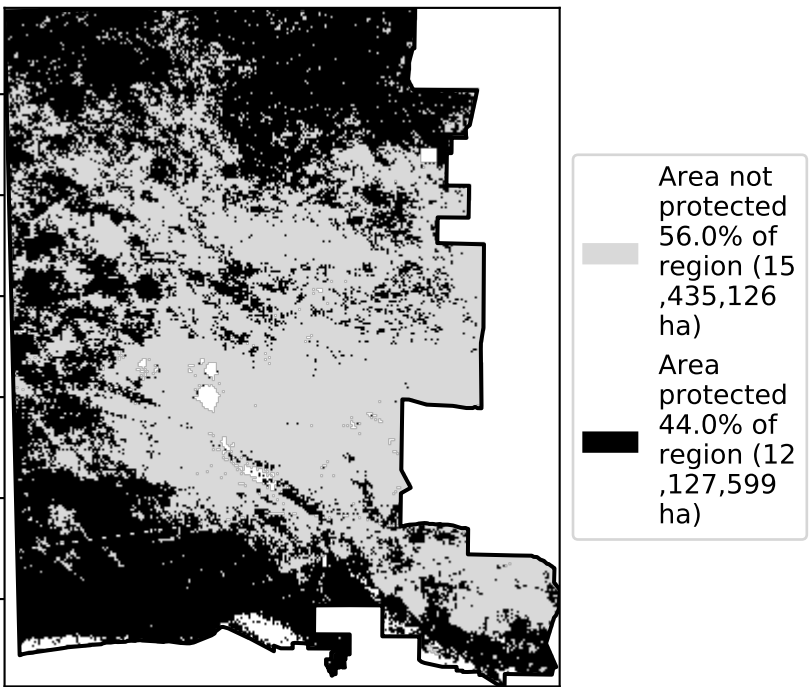 Area not
protected
56.0% of
region (15
,435,126
ha)
Area
protected
44.0% of
region (12
,127,599
ha)